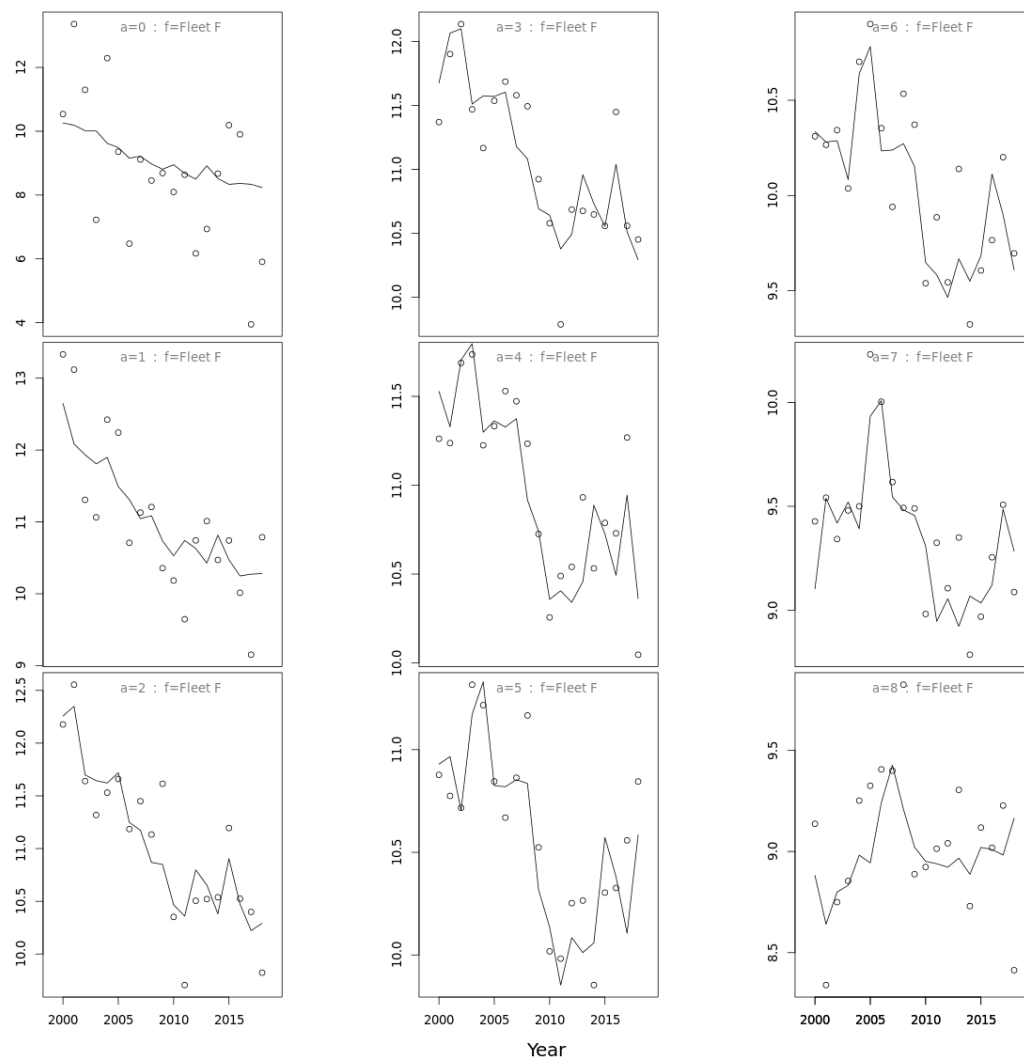 a=0 : f=Fleet F
12
10
8
6
4
a=3 : f=Fleet F
12.0
11.5
11.0
10.5
10.0
a=6 : f=Fleet F
10.5
10.0
9.5
a=1 : f=Fleet F
13
12
11
10
9
a=4 : f=Fleet F
11.5
11.0
10.5
10.0
a=7 : f=Fleet F
10.0
9.5
9.0
a=2 : f=Fleet F
12.5
12.0
11.5
11.0
10.5
10.0
a=5 : f=Fleet F
11.0
10.5
10.0
a=8 : f=Fleet F
9.5
9.0
8.5
2000 2005 2010 2015
2000 2005 2010 2015
2000 2005 2010 2015
Year